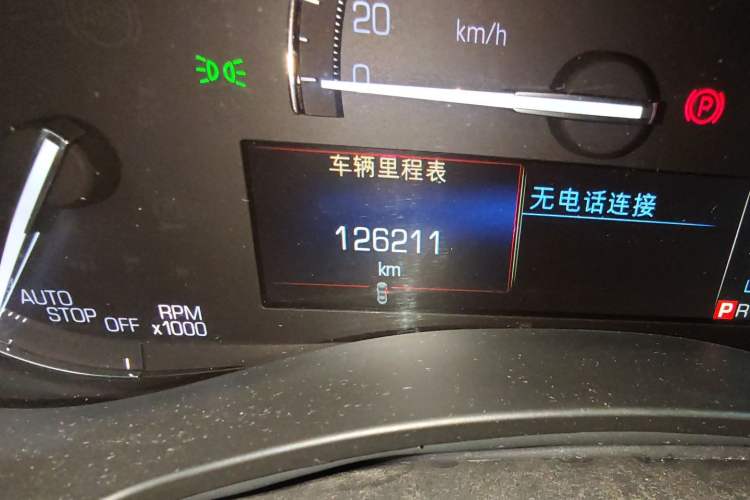 20
km/h
0
P
车辆里程表
无电话连接
126211
km
AUTO
STOP OFF
RPM
x1000
P R